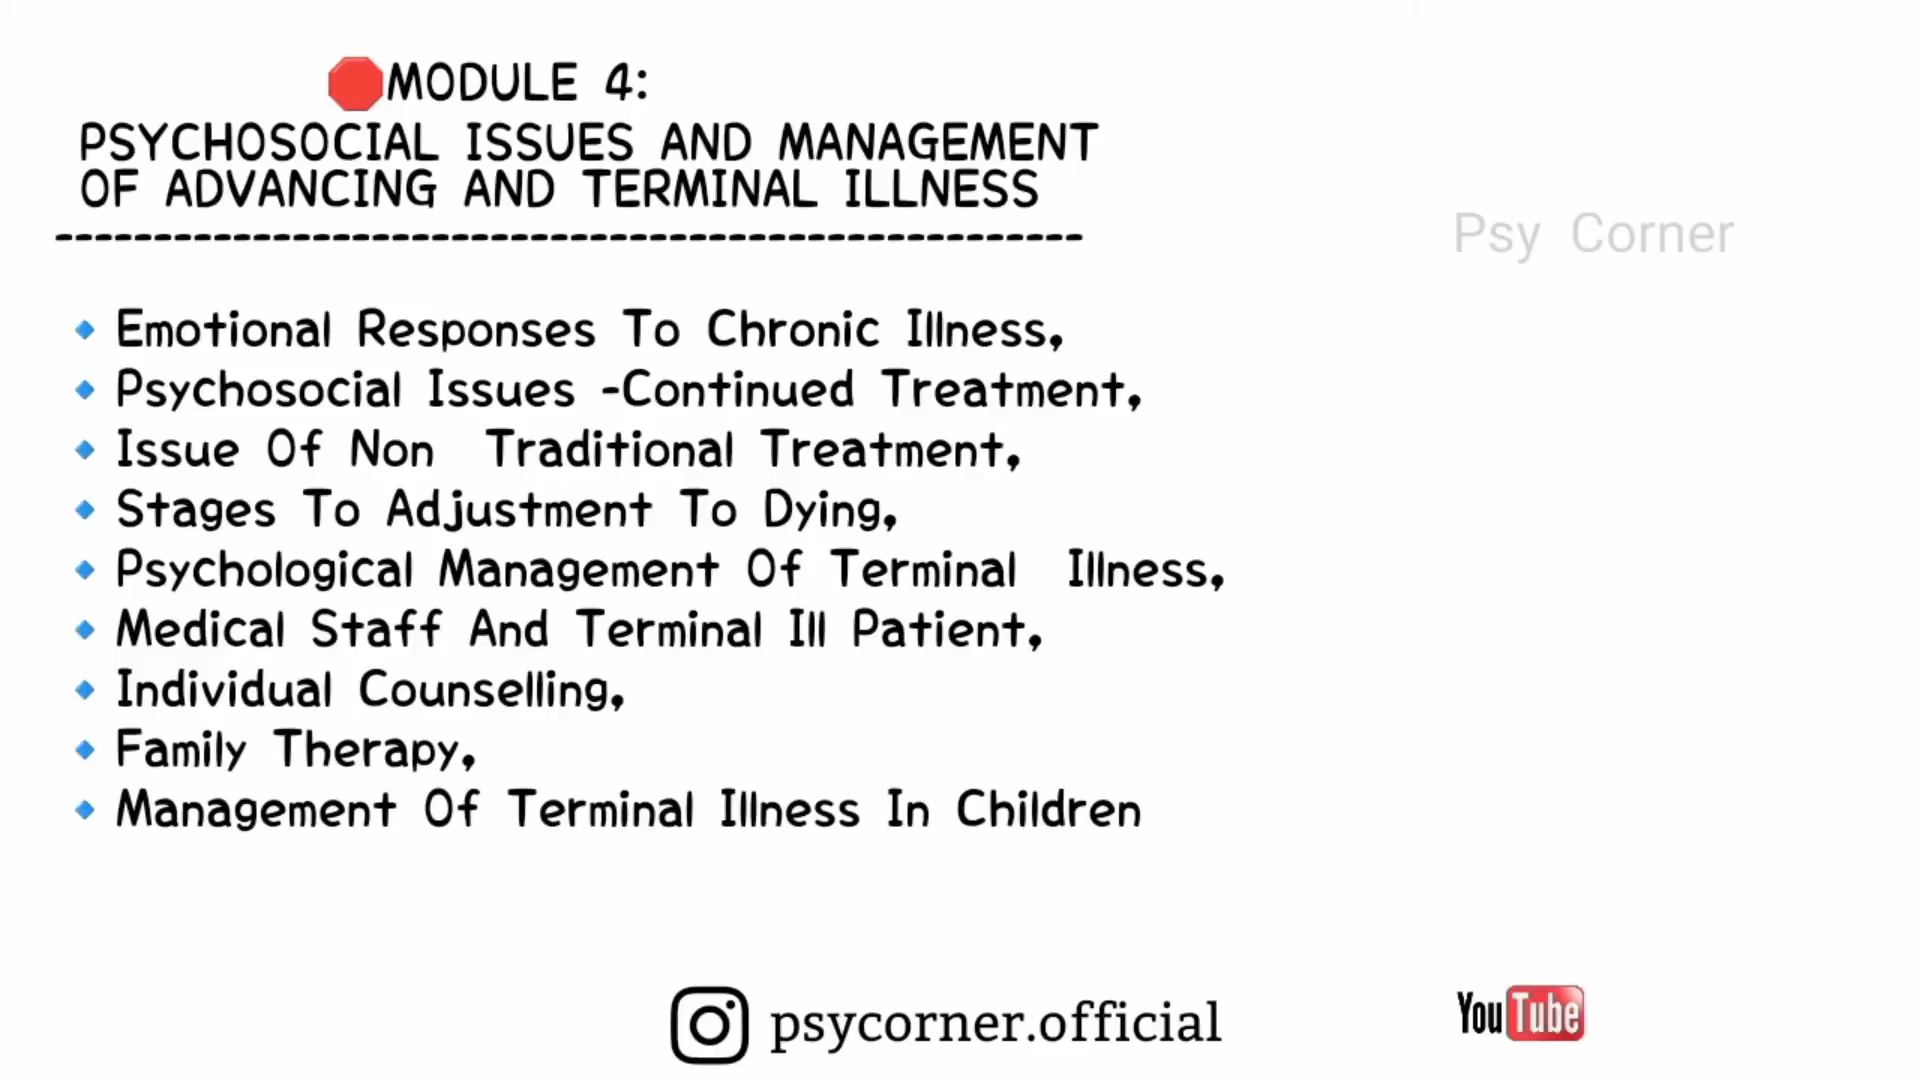 MODULE 4:
PSYCHOSOCIAL ISSUES AND MANAGEMENT
OF ADVANCING AND TERMINAL ILLNESS
Psy Corner
Emotional Responses To Chronic Illness,
Psychosocial Issues -Continued Treatment,
Issue Of Non Traditional Treatment,
Stages To Adjustment To Dying,
Psychological Management Of Terminal Illness,
Medical Staff And Terminal Ill Patient,
Individual Counselling,
Family Therapy,
Management Of Terminal Illness In Children
psycorner.official
YouTube